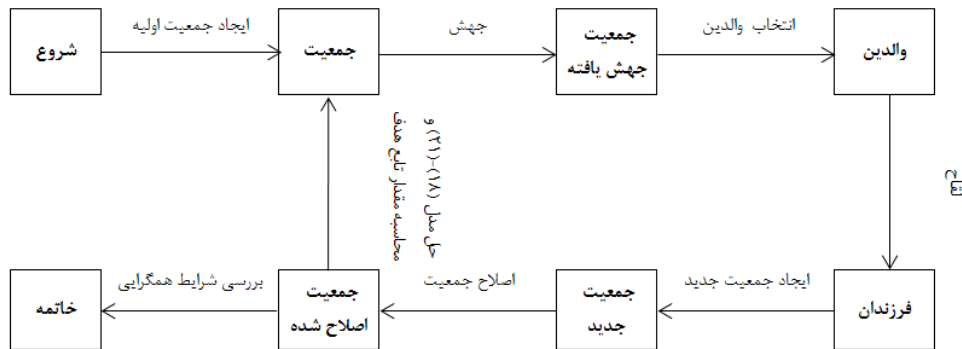 شروع
ایجاد جمعیت اولیه
جمعیت
جهش
جمعیت
جهش یافته
انتخاب والدین
والدین
لقاح
فرزندان
ایجاد جمعیت جدید
جمعیت
جدید
اصلاح جمعیت
جمعیت
اصلاح شده
حل مدل (۱۸)-(۲۱) و
محاسبه مقدار تابع هدف
بررسی شرایط همگرایی
خاتمه